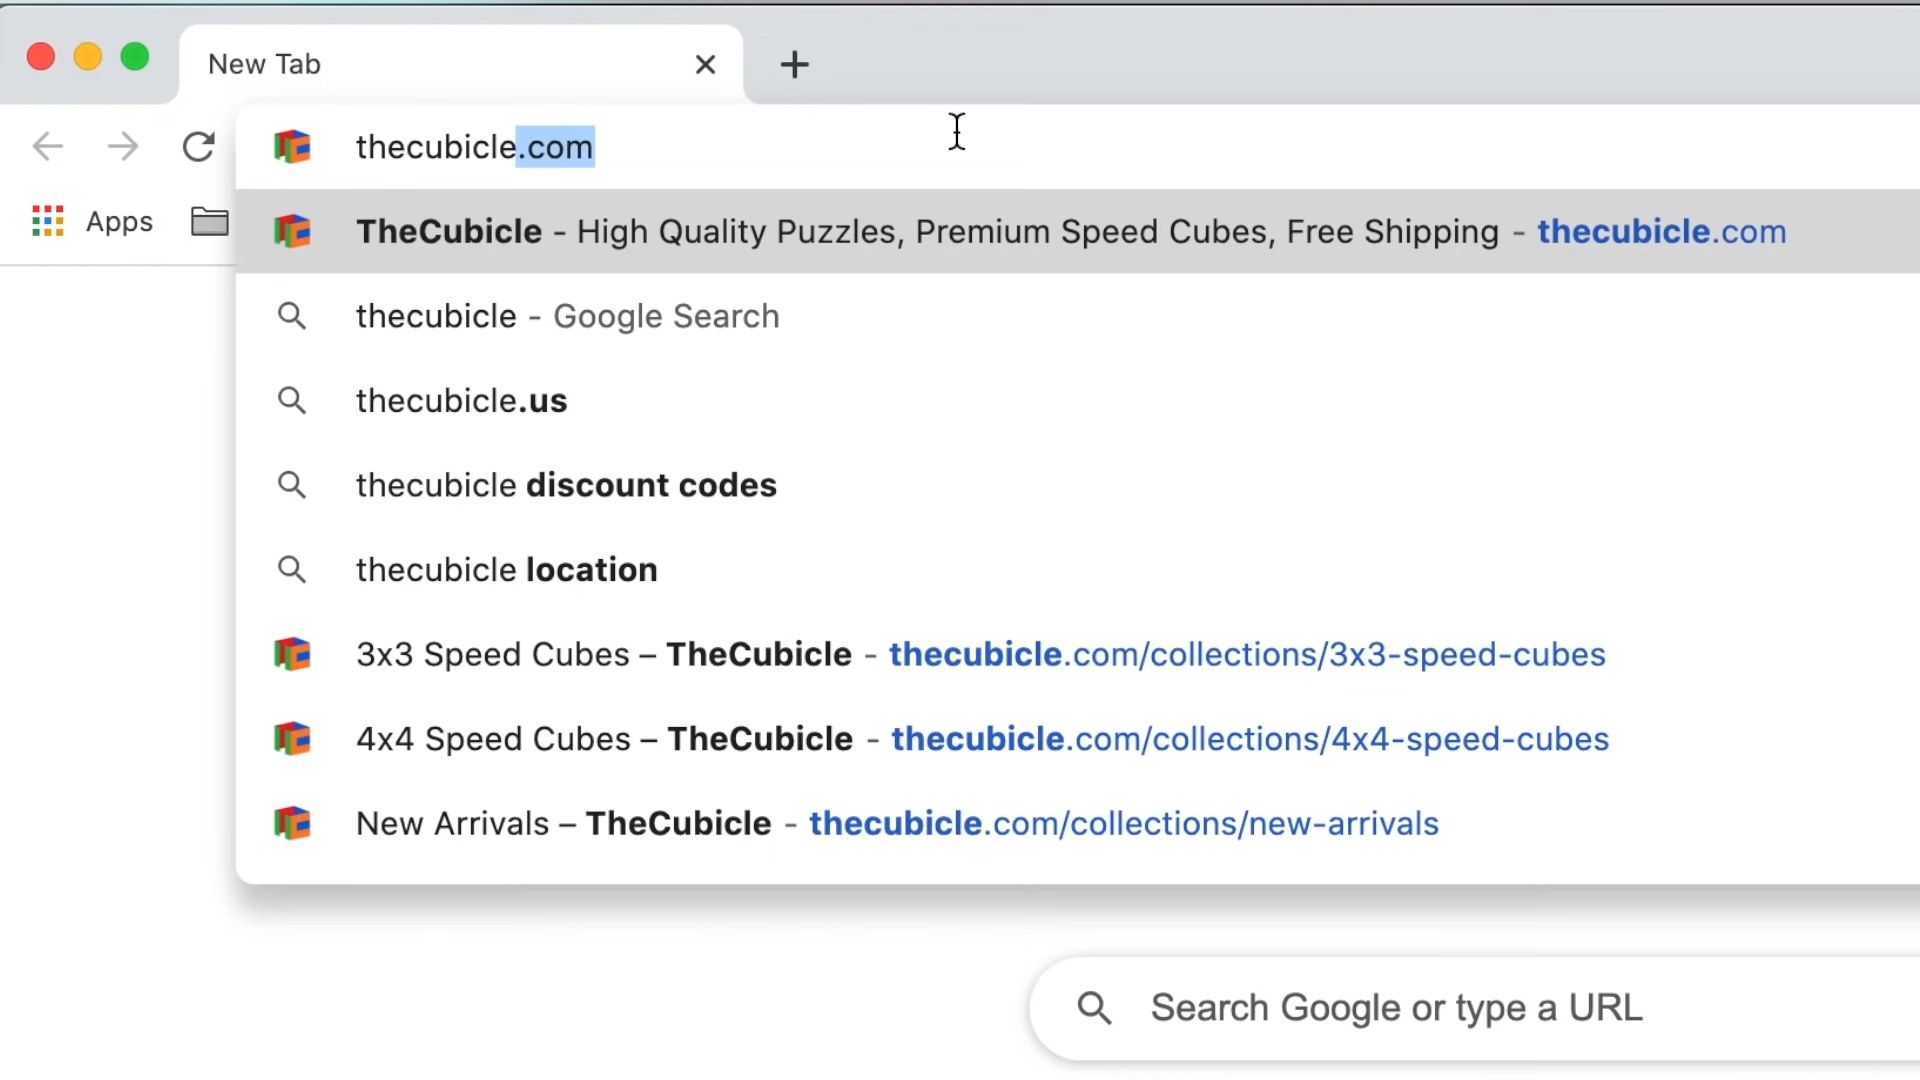 New Tab
thecubicle.com
Apps
TheCubicle - High Quality Puzzles, Premium Speed Cubes, Free Shipping - thecubicle.com
thecubicle - Google Search
thecubicle.us
thecubicle discount codes
thecubicle location
3x3 Speed Cubes – TheCubicle - thecubicle.com/collections/3x3-speed-cubes
4x4 Speed Cubes – TheCubicle - thecubicle.com/collections/4x4-speed-cubes
New Arrivals – TheCubicle - thecubicle.com/collections/new-arrivals
Search Google or type a URL